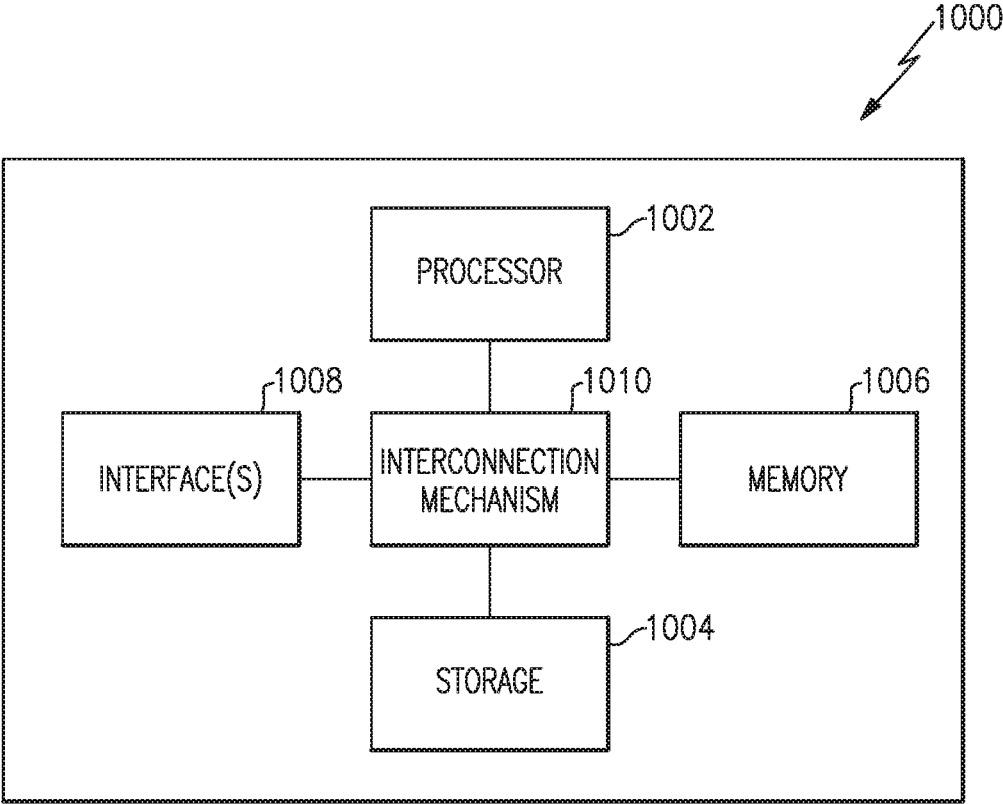 1000
1002
PROCESSOR
1008
1010
1006
INTERFACE(S)
INTERCONNECTION
MECHANISM
MEMORY
1004
STORAGE